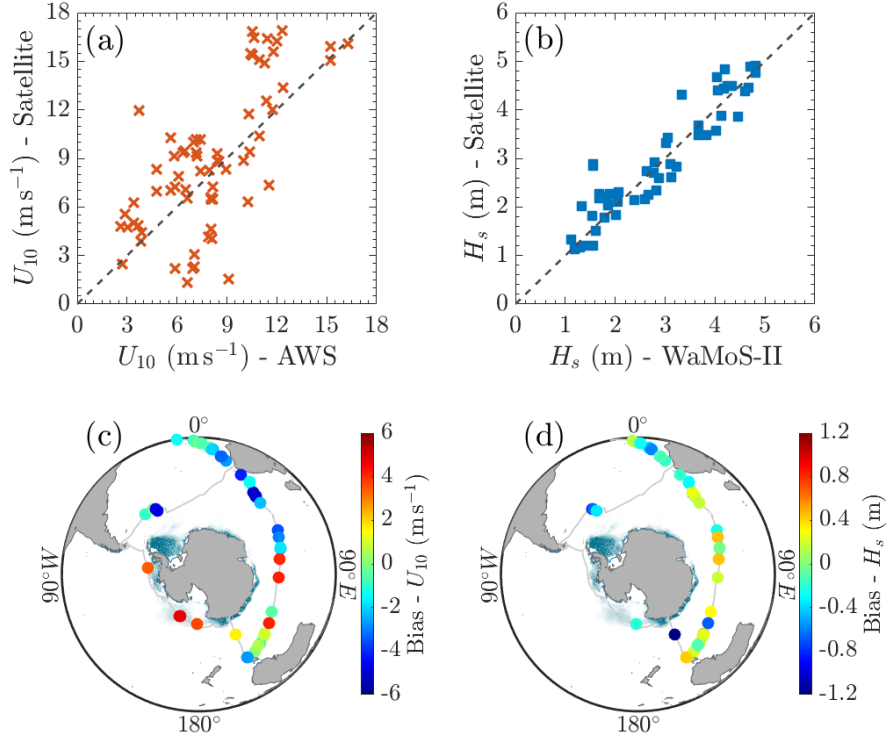 (a)
U₁₀ (m s⁻¹) - Satellite
18
15
12
9
6
3
0
0 3 6 9 12 15 18
U₁₀ (m s⁻¹) - AWS
(b)
Hₛ (m) - Satellite
6
5
4
3
2
1
0
0 1 2 3 4 5 6
Hₛ (m) - WaMoS-II
(c)
0°
90°W
90°E
180°
6
4
2
0
-2
-4
-6
Bias - U₁₀ (m s⁻¹)
(d)
0°
90°W
90°E
180°
1.2
0.8
0.4
0
-0.4
-0.8
-1.2
Bias - Hₛ (m)